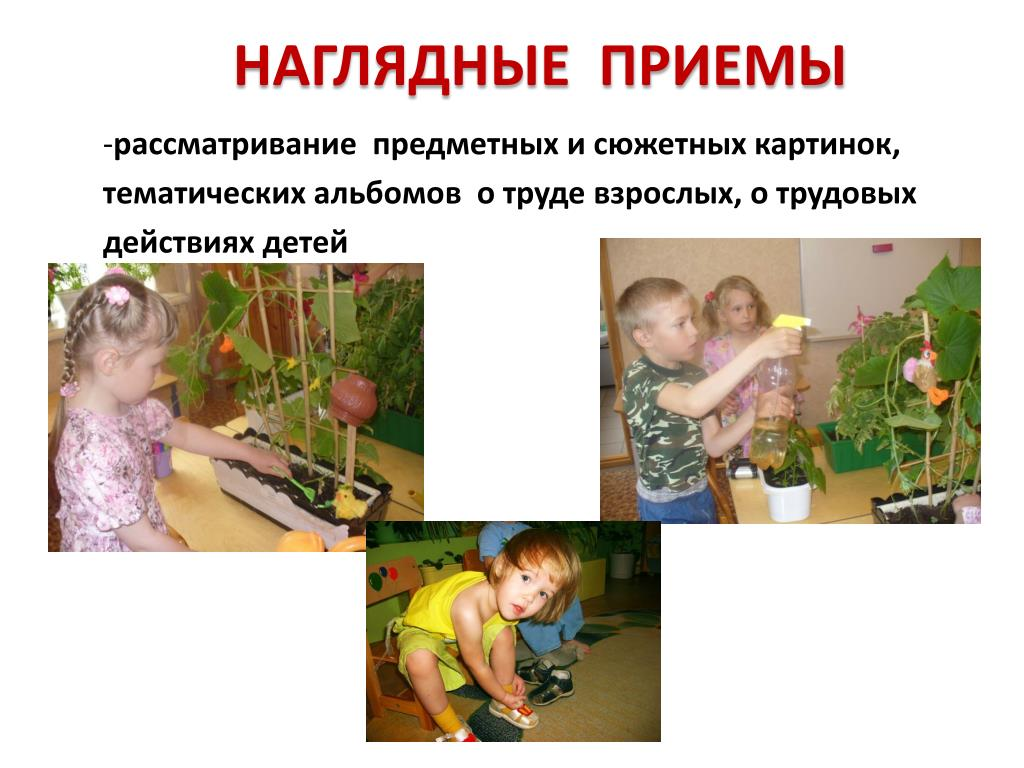 НАГЛЯДНЫЕ ПРИЕМЫ
-рассматривание предметных и сюжетных картинок,
тематических альбомов о труде взрослых, о трудовых
действиях детей